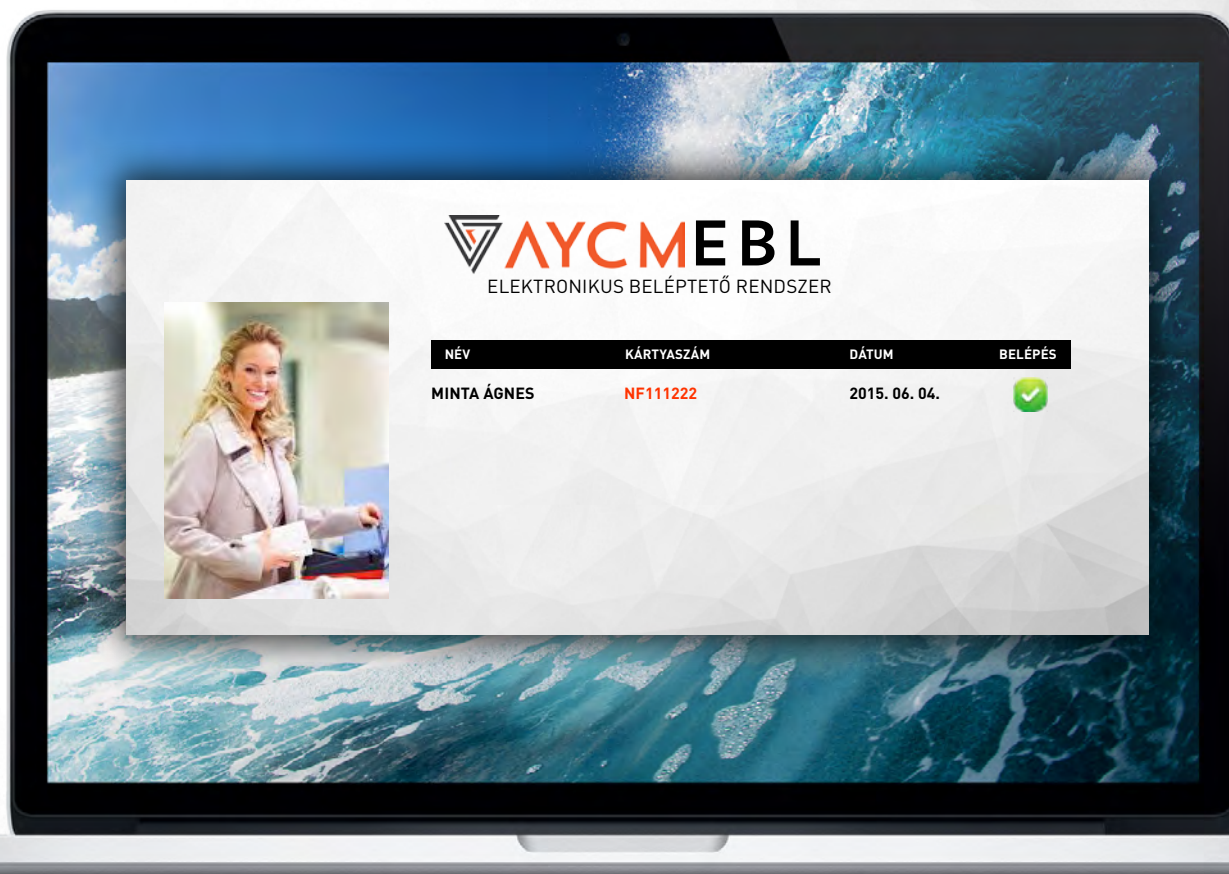 AYCMEBL
ELEKTRONIKUS BELÉPTETŐ RENDSZER
NÉV KÁRTYASZÁM DÁTUM BELÉPÉS
MINTA ÁGNES NF111222 2015. 06. 04.